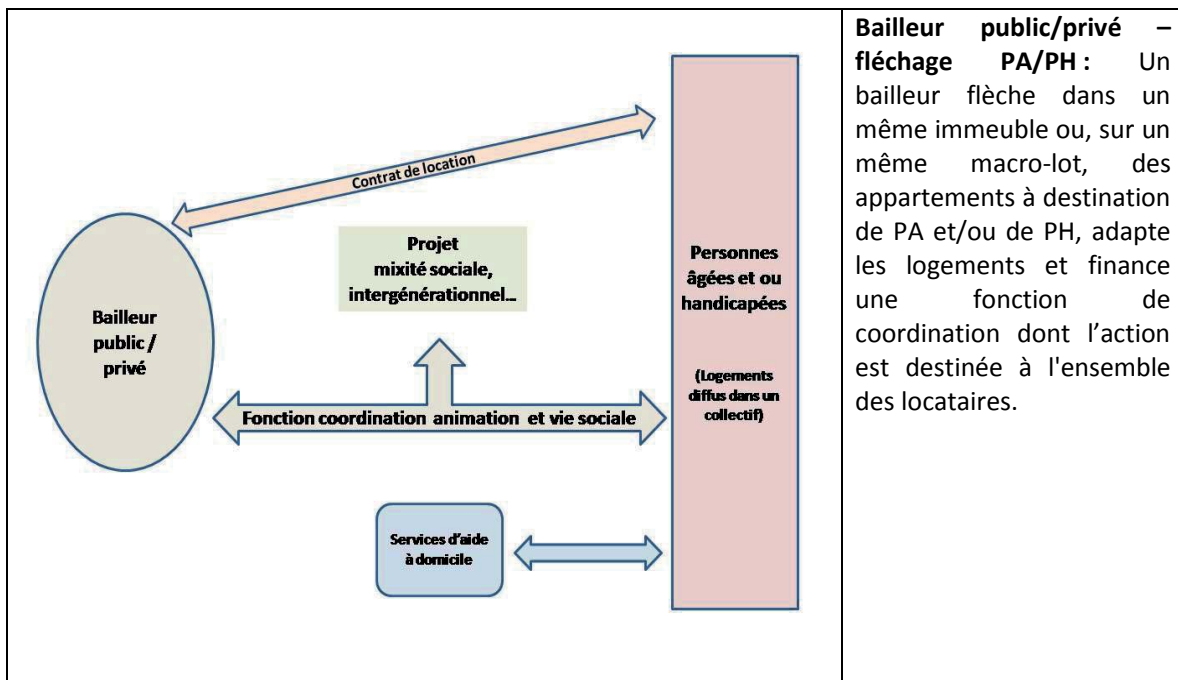 Contrat de location
Projet
mixité sociale,
intergénérationnel...
Bailleur
public /
privé
Personnes
âgées et ou
handicapées
(Logements
diffus dans un
collectif)
Fonction coordination animation et vie sociale
Services d'aide
à domicile
Bailleur public/privé –
fléchage PA/PH : Un
bailleur flèche dans un
même immeuble ou, sur un
même macro-lot, des
appartements à destination
de PA et/ou de PH, adapte
les logements et finance
une fonction de
coordination dont l’action
est destinée à l'ensemble
des locataires.